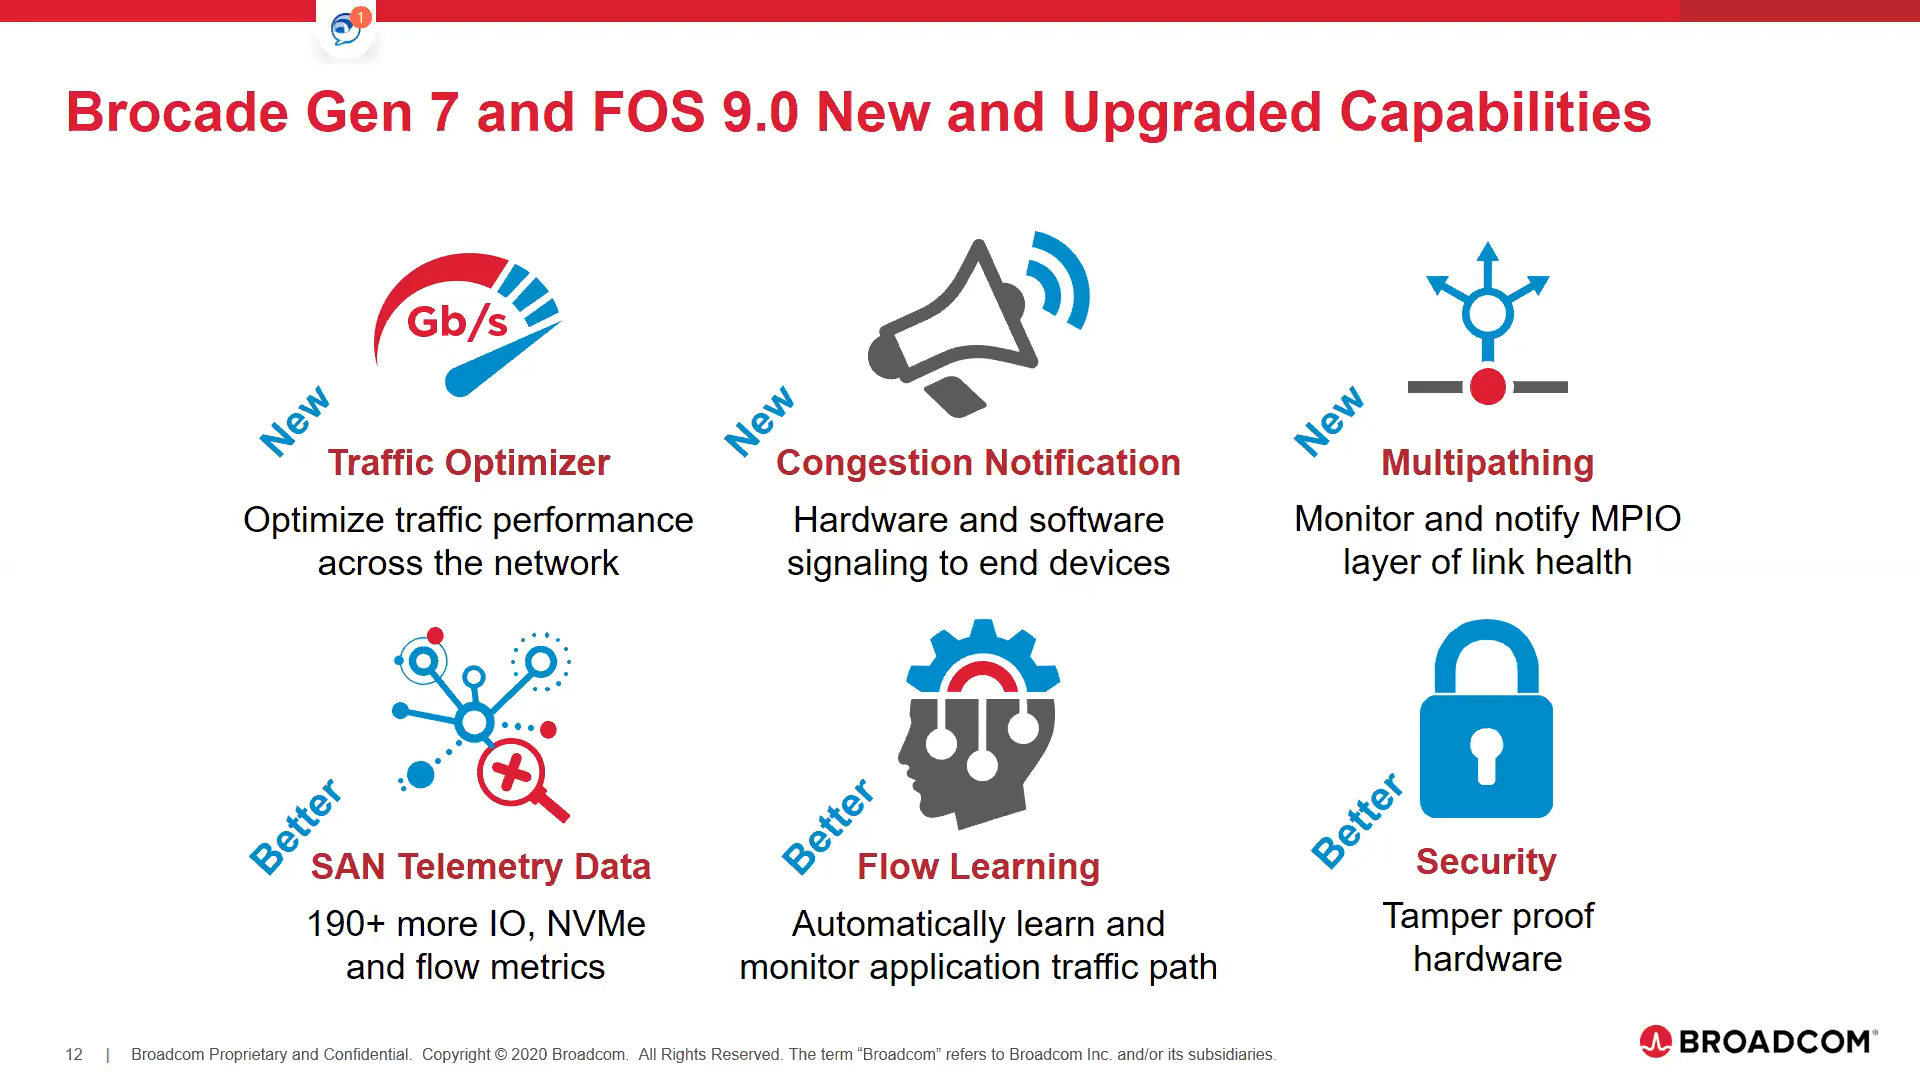 1
Brocade Gen 7 and FOS 9.0 New and Upgraded Capabilities
Gb/s
New
Traffic Optimizer
Optimize traffic performance
across the network
New
Congestion Notification
Hardware and software
signaling to end devices
New
Multipathing
Monitor and notify MPIO
layer of link health
Better
SAN Telemetry Data
190+ more IO, NVMe
and flow metrics
Better
Flow Learning
Automatically learn and
monitor application traffic path
Better
Security
Tamper proof
hardware
12 | Broadcom Proprietary and Confidential. Copyright © 2020 Broadcom. All Rights Reserved. The term “Broadcom” refers to Broadcom Inc. and/or its subsidiaries.
BROADCOM®